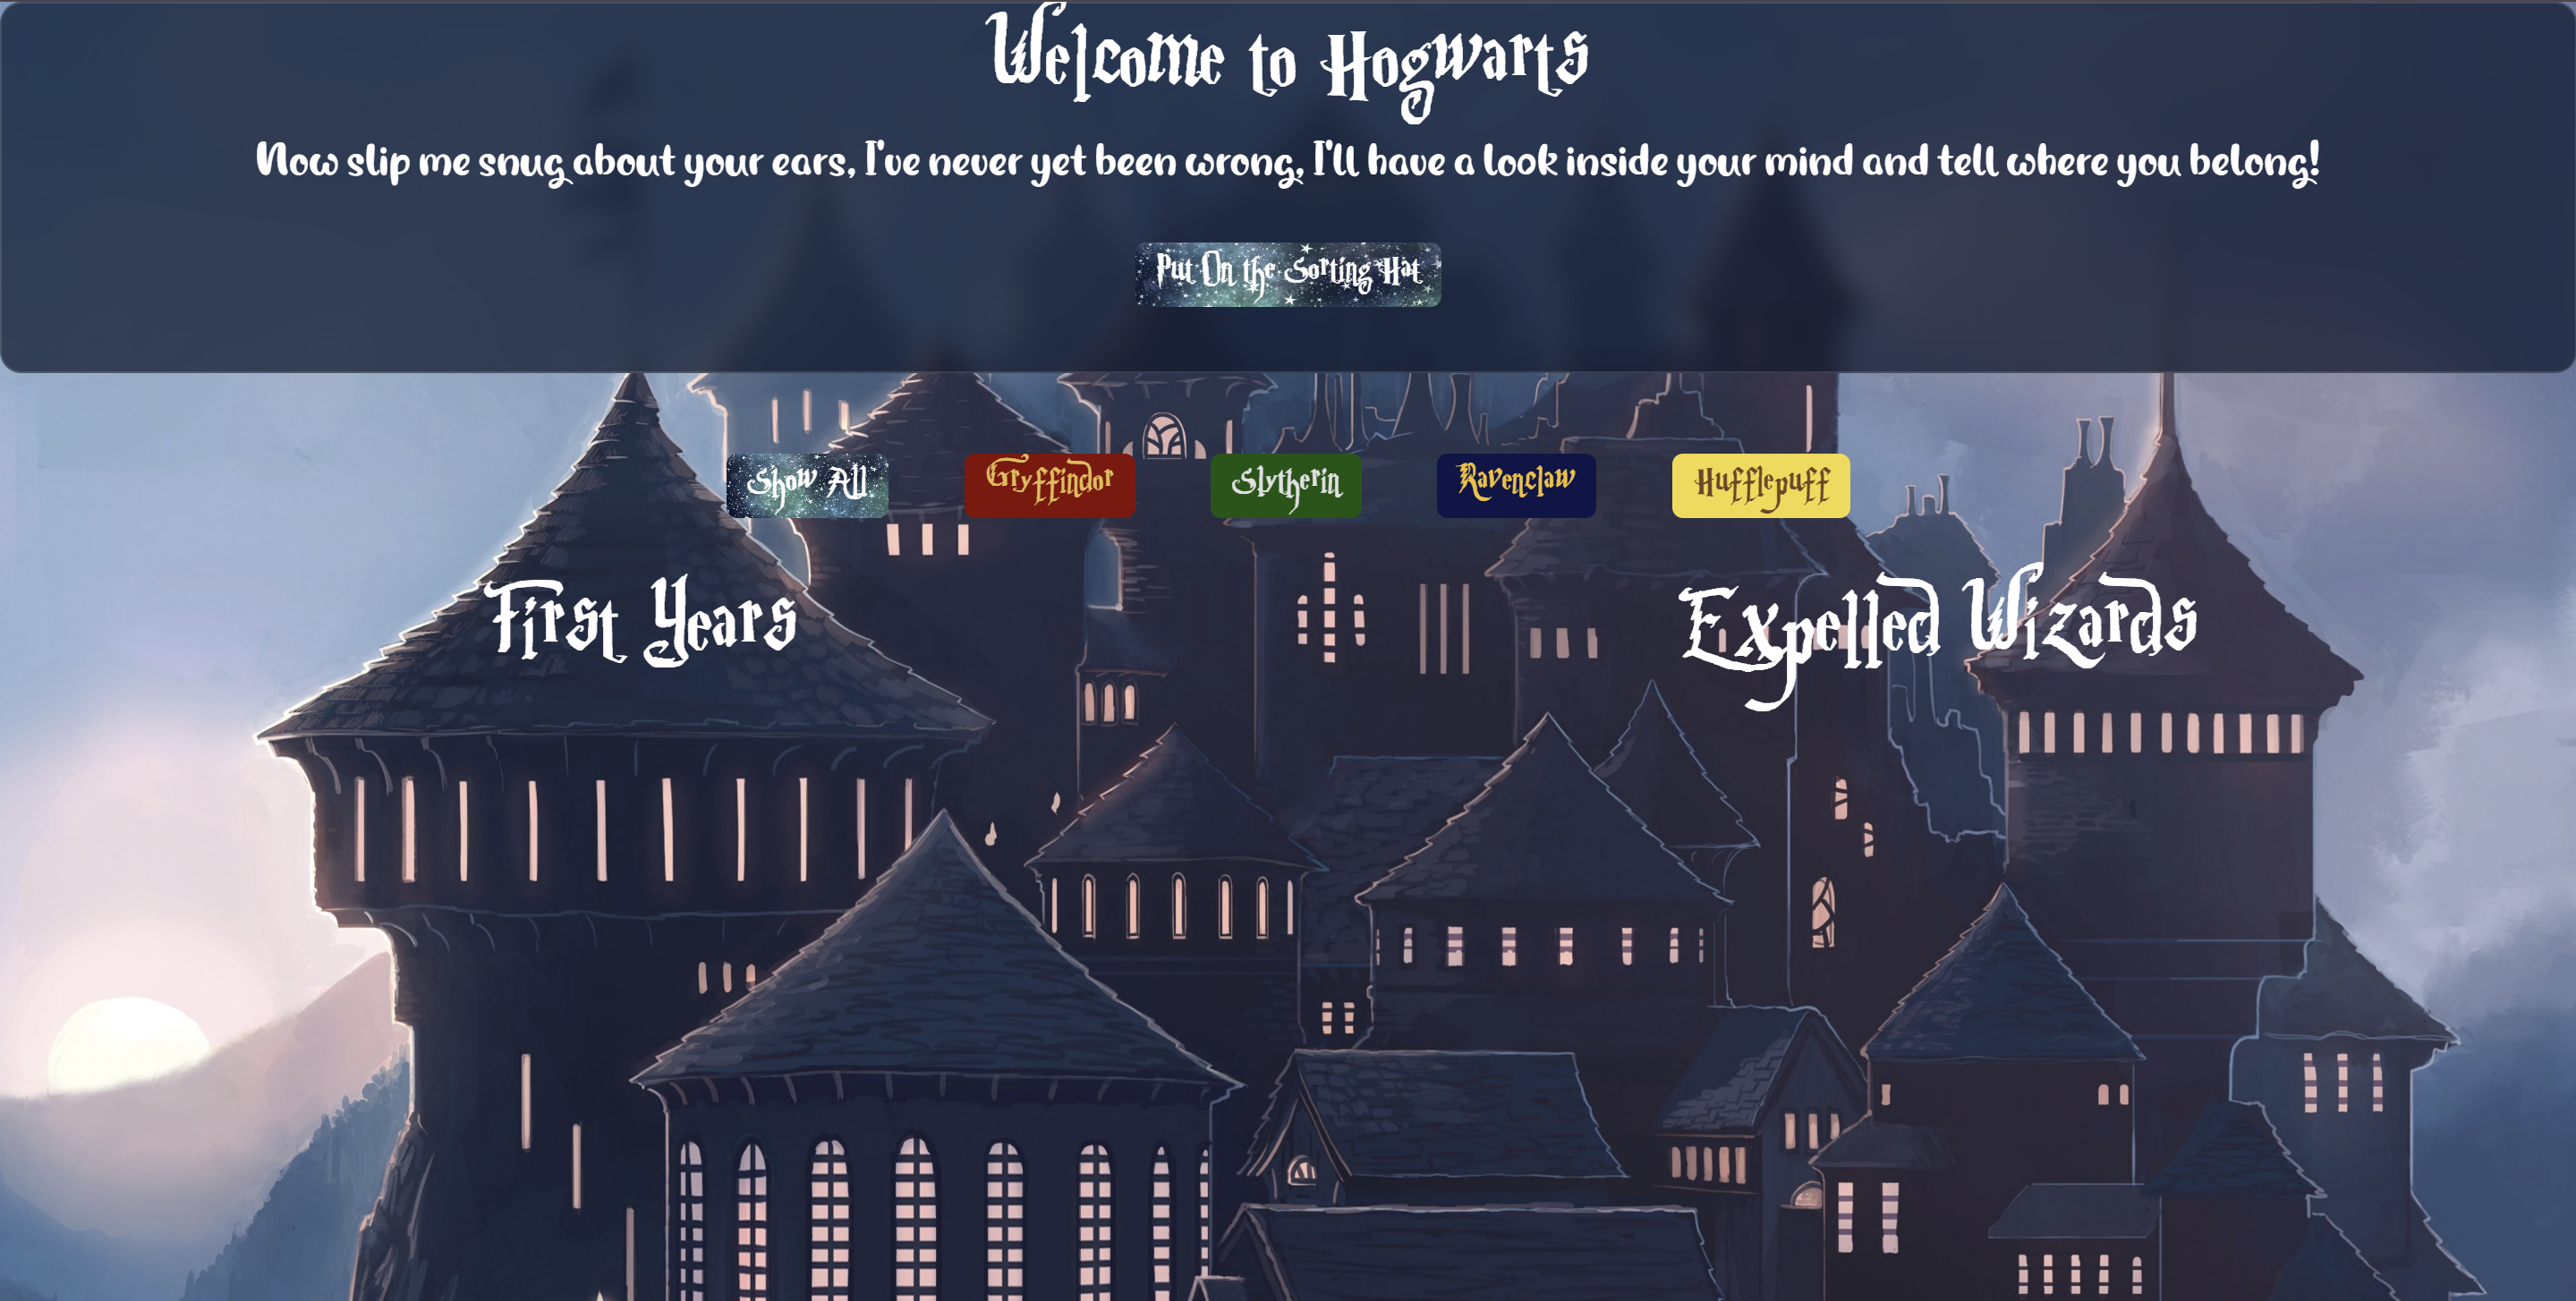 Welcome to Hogwarts
Now slip me snug about your ears, I've never yet been wrong, I'll have a look inside your mind and tell where you belong!
Put On the Sorting Hat
Show All
Gryffindor
Slytherin
Ravenclaw
Hufflepuff
First Years
Expelled Wizards